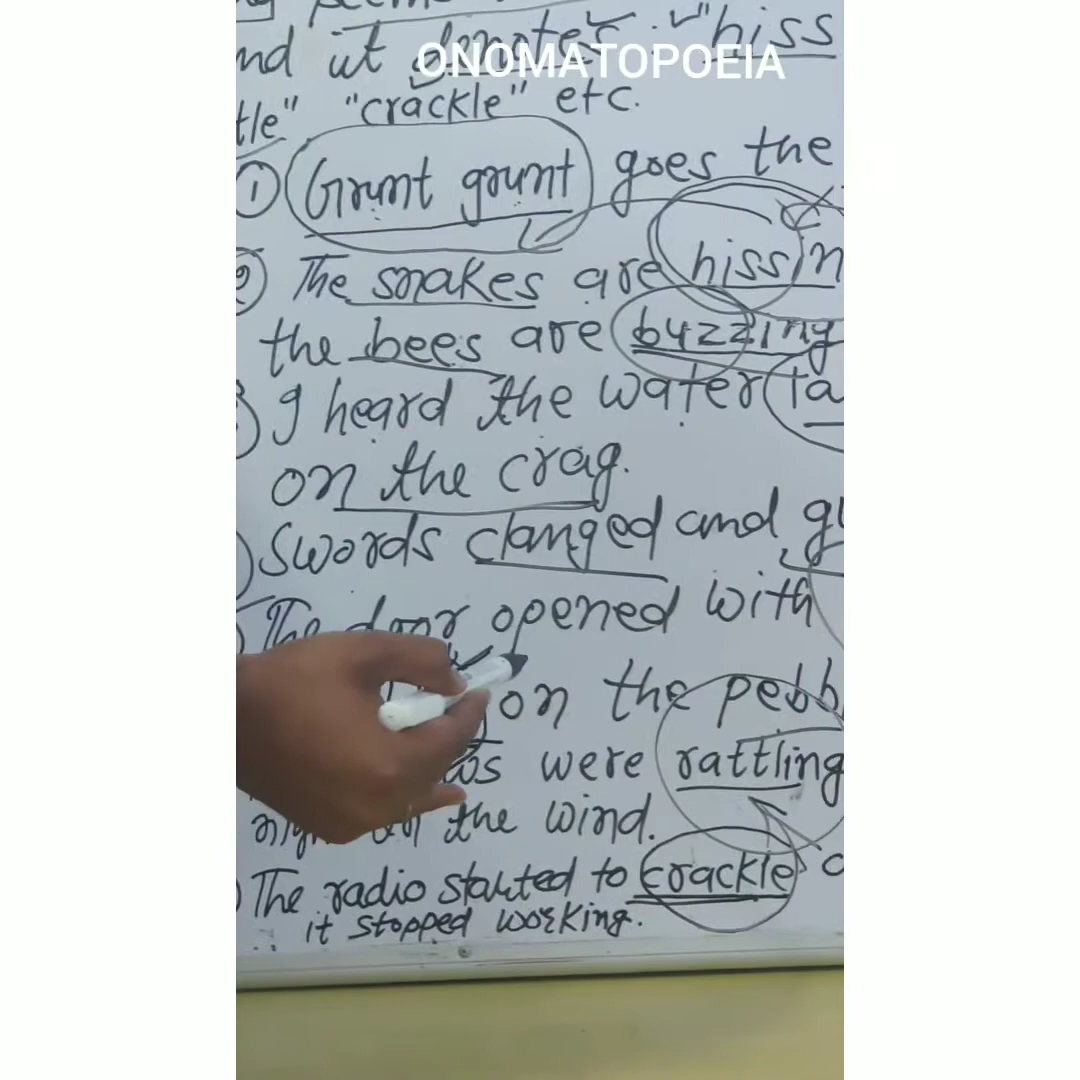 nd it denotes "hiss
ONOMATOPOEIA
tle" "crackle" etc.
① Grunt grunt goes the
② The snakes are hissin
the bees are buzzing
I heard the water ta
on the crag.
Swords clanged and
The door opened with
on the pebb
were rattling
the wind.
The radio started to crackle
it stopped working.